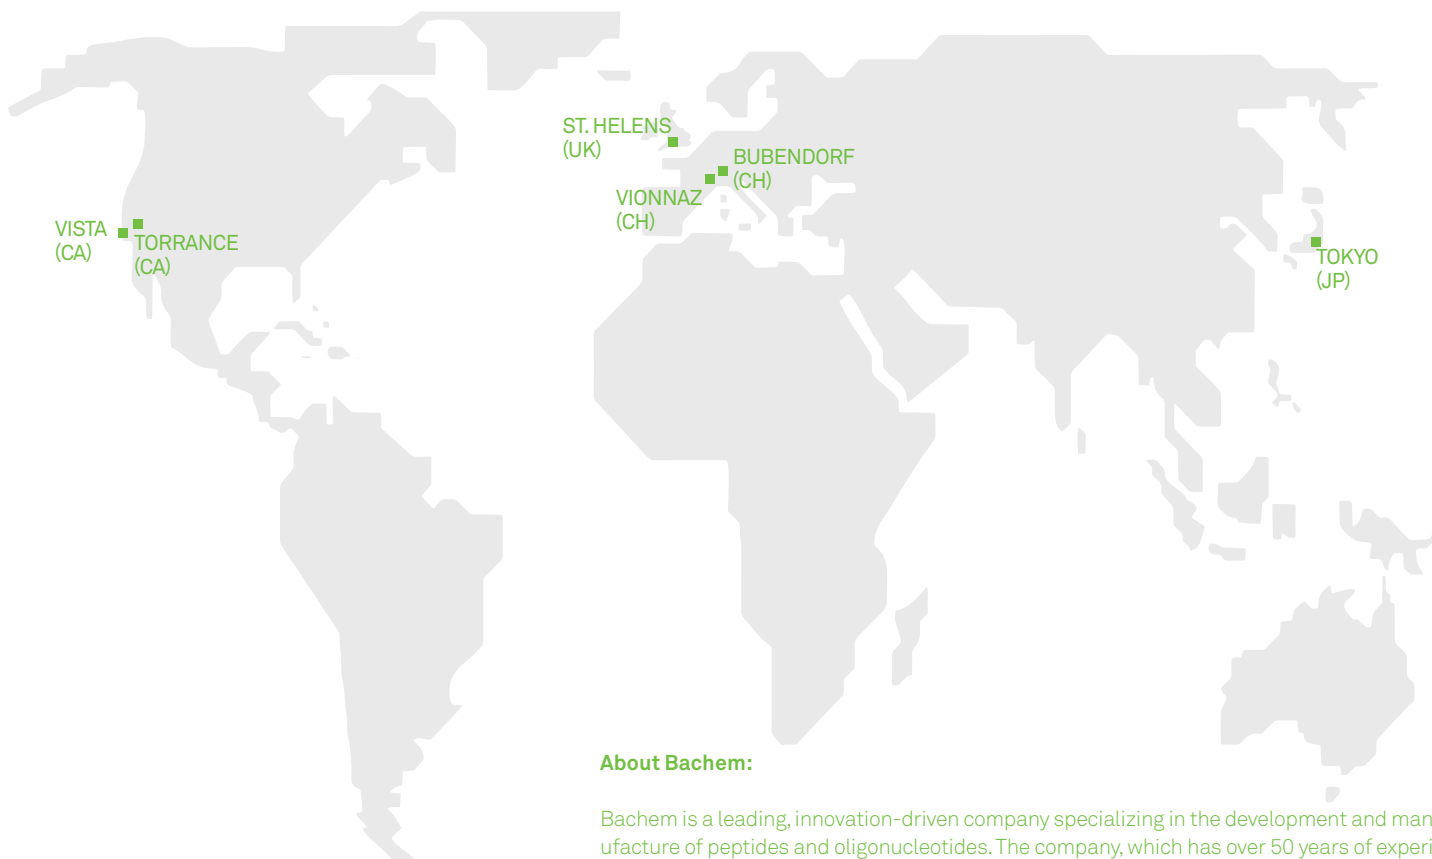 ST. HELENS
(UK)
BUBENDORF
(CH)
VIONNAZ
(CH)
VISTA
(CA)
TORRANCE
(CA)
TOKYO
(JP)
About Bachem:
Bachem is a leading, innovation-driven company specializing in the development and man
ufacture of peptides and oligonucleotides. The company, which has over 50 years of experi